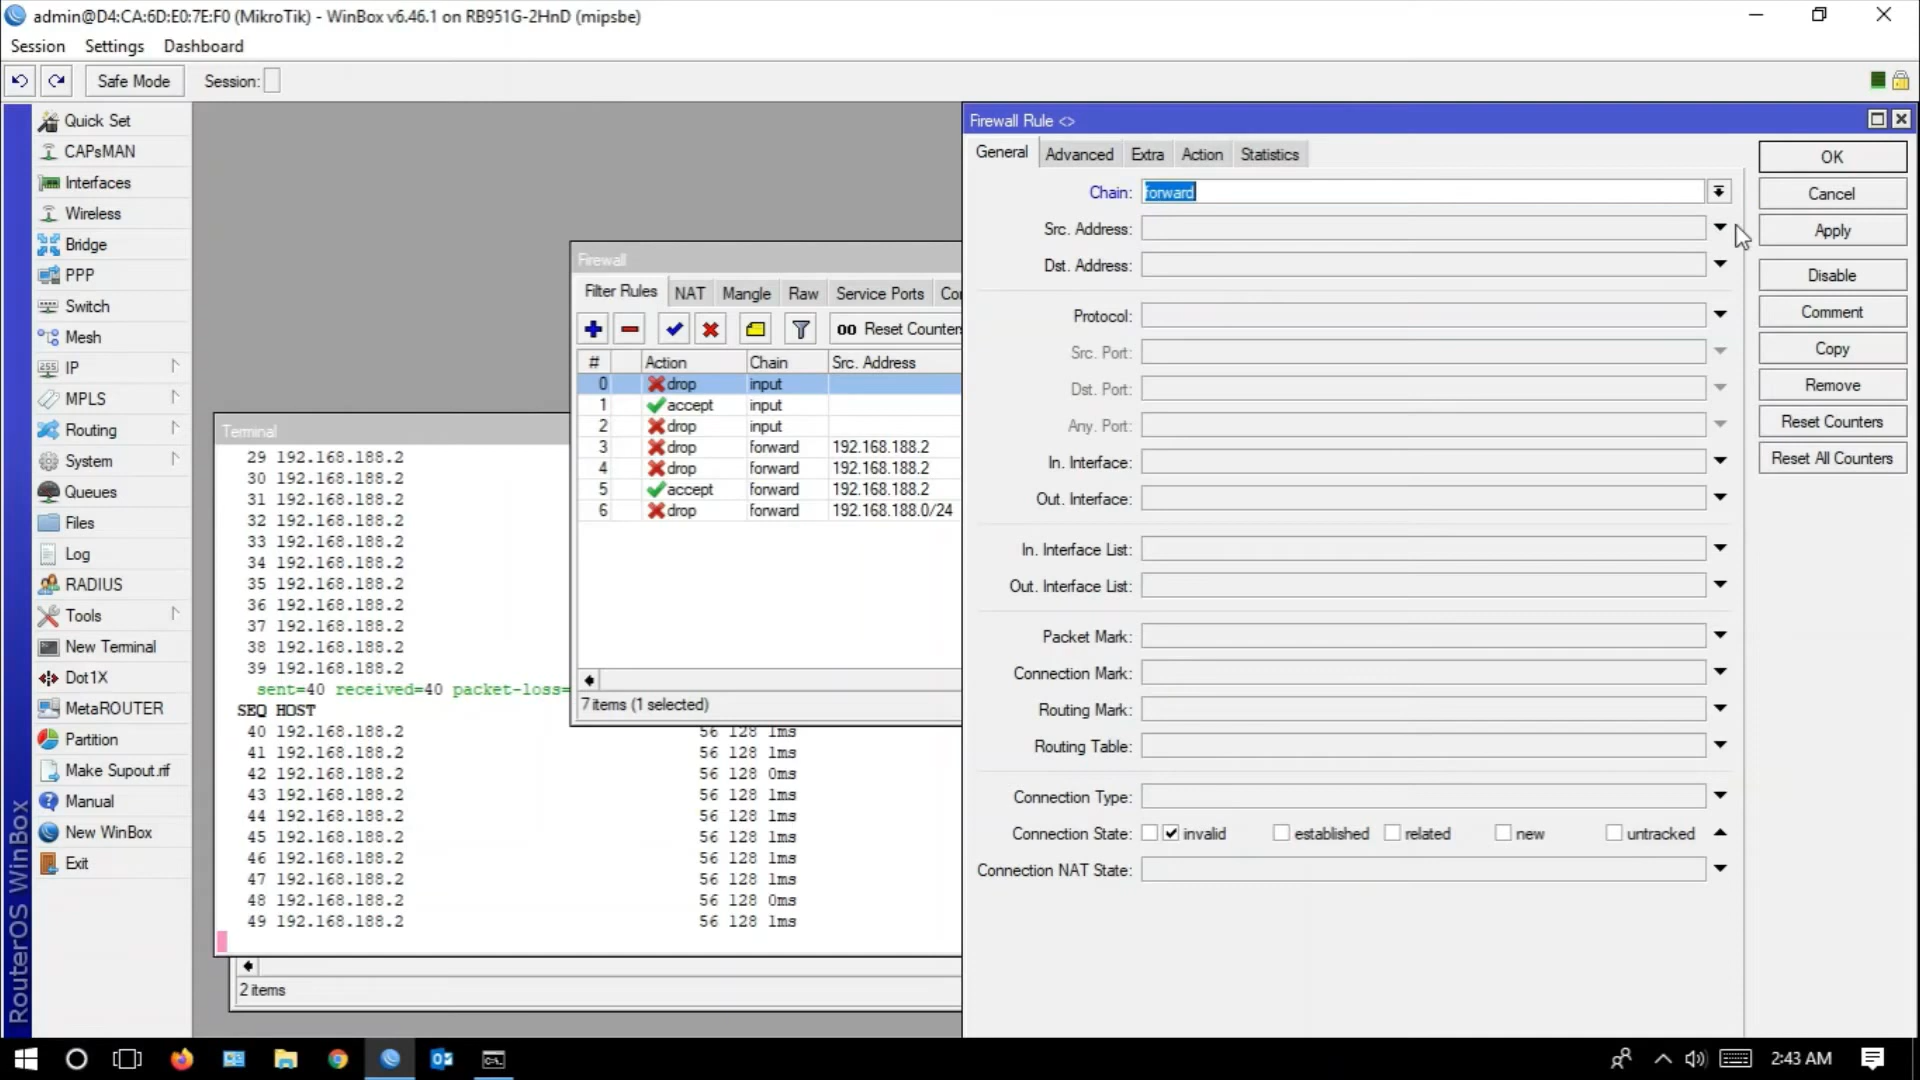 admin@D4:CA:6D:E0:7E:F0 (MikroTik) - WinBox v6.46.1 on RB951G-2HnD (mipsbe)
Session Settings Dashboard
Safe Mode Session:
Quick Set
CAPsMAN
Interfaces
Wireless
Bridge
PPP
Switch
Mesh
IP
MPLS
Routing
System
Queues
Files
Log
RADIUS
Tools
New Terminal
Dot1X
MetaROUTER
Partition
Make Supout.rif
Manual
New WinBox
Exit
RouterOS WinBox
Terminal
29 192.168.188.2
30 192.168.188.2
31 192.168.188.2
32 192.168.188.2
33 192.168.188.2
34 192.168.188.2
35 192.168.188.2
36 192.168.188.2
37 192.168.188.2
38 192.168.188.2
39 192.168.188.2
sent=40 received=40 packet-loss=
SEQ HOST
40 192.168.188.2 56 128 1ms
41 192.168.188.2 56 128 1ms
42 192.168.188.2 56 128 0ms
43 192.168.188.2 56 128 1ms
44 192.168.188.2 56 128 1ms
45 192.168.188.2 56 128 1ms
46 192.168.188.2 56 128 1ms
47 192.168.188.2 56 128 1ms
48 192.168.188.2 56 128 0ms
49 192.168.188.2 56 128 1ms
2 items
Firewall
Filter Rules NAT Mangle Raw Service Ports Co
00 Reset Counters
# Action Chain Src. Address
0 drop input
1 accept input
2 drop input
3 drop forward 192.168.188.2
4 drop forward 192.168.188.2
5 accept forward 192.168.188.2
6 drop forward 192.168.188.0/24
7 items (1 selected)
Firewall Rule <>
General Advanced Extra Action Statistics
Chain: forward
Src. Address:
Dst. Address:
Protocol:
Src. Port:
Dst. Port:
Any. Port:
In. Interface:
Out. Interface:
In. Interface List:
Out. Interface List:
Packet Mark:
Connection Mark:
Routing Mark:
Routing Table:
Connection Type:
Connection State: invalid established related new untracked
Connection NAT State:
OK
Cancel
Apply
Disable
Comment
Copy
Remove
Reset Counters
Reset All Counters
2:43 AM